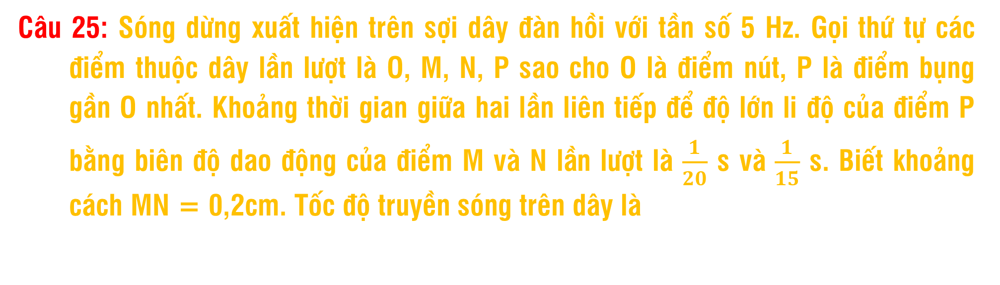 Câu 25: Sóng dừng xuất hiện trên sợi dây đàn hồi với tần số 5 Hz. Gọi thứ tự các
điểm thuộc dây lần lượt là O, M, N, P sao cho O là điểm nút, P là điểm bụng
gần O nhất. Khoảng thời gian giữa hai lần liên tiếp để độ lớn li độ của điểm P
bằng biên độ dao động của điểm M và N lần lượt là 1/20 s và 1/15 s. Biết khoảng
cách MN = 0,2cm. Tốc độ truyền sóng trên dây là